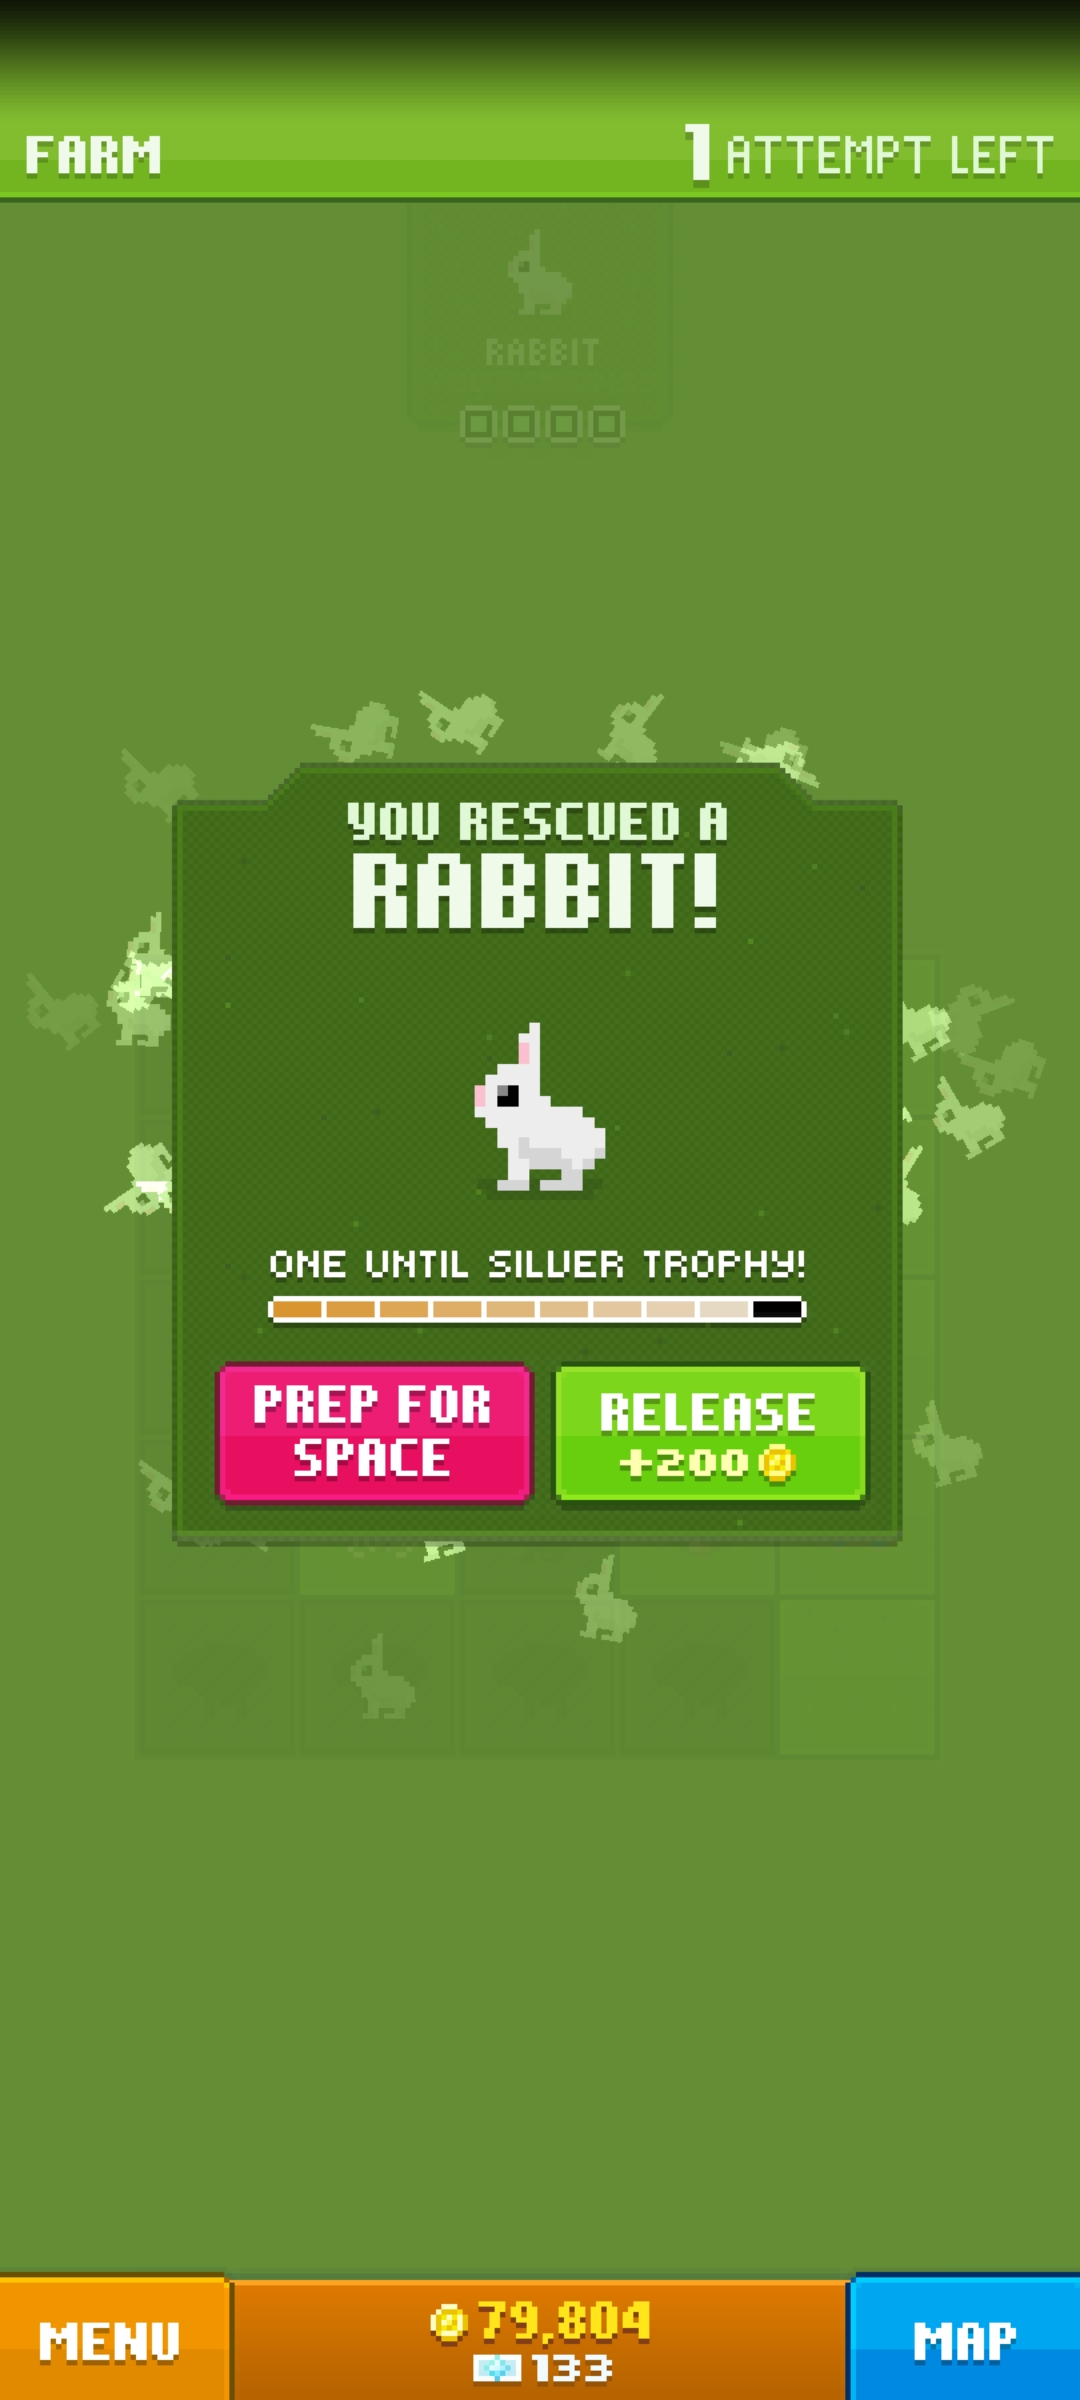 FARM
1 ATTEMPT LEFT
RABBIT
YOU RESCUED A
RABBIT!
ONE UNTIL SILVER TROPHY!
PREP FOR
SPACE
RELEASE
+200
MENU
79,804
133
MAP